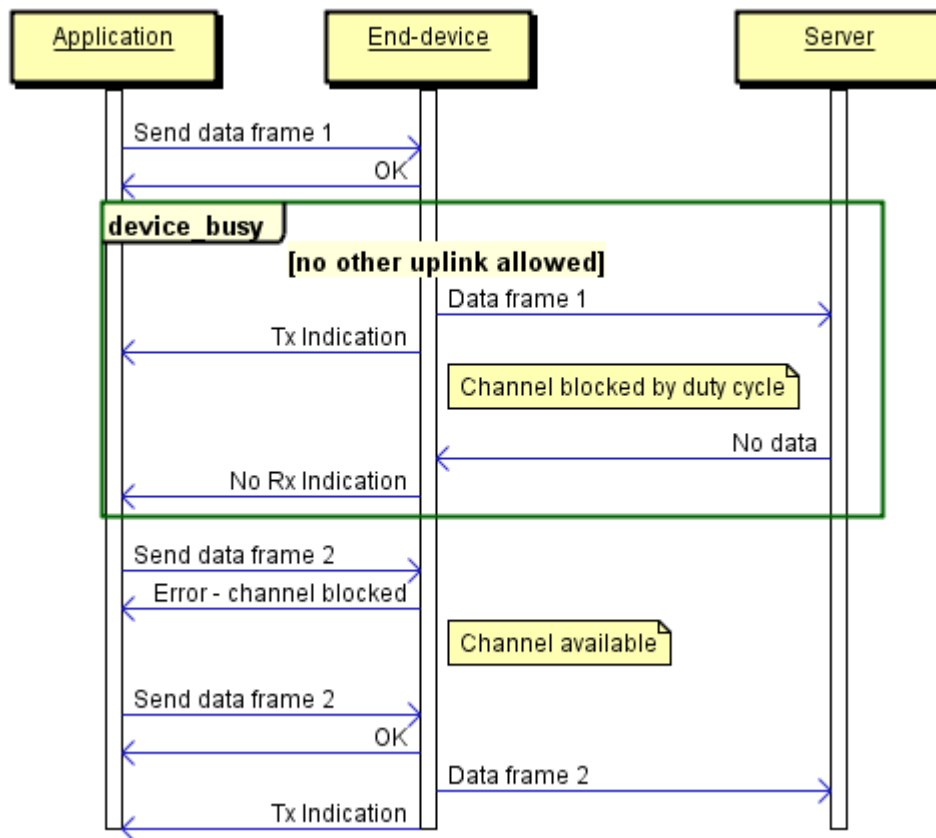 Application
End-device
Server
Send data frame 1
OK
device_busy
[no other uplink allowed]
Data frame 1
Tx Indication
Channel blocked by duty cycle
No data
No Rx Indication
Send data frame 2
Error - channel blocked
Channel available
Send data frame 2
OK
Data frame 2
Tx Indication